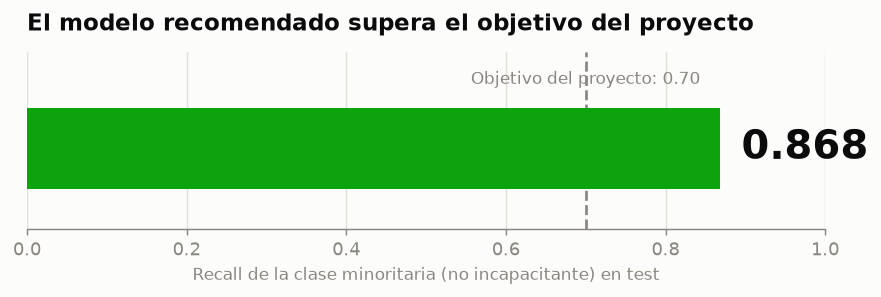 El modelo recomendado supera el objetivo del proyecto
Objetivo del proyecto: 0.70
0.868
0.0 0.2 0.4 0.6 0.8 1.0
Recall de la clase minoritaria (no incapacitante) en test